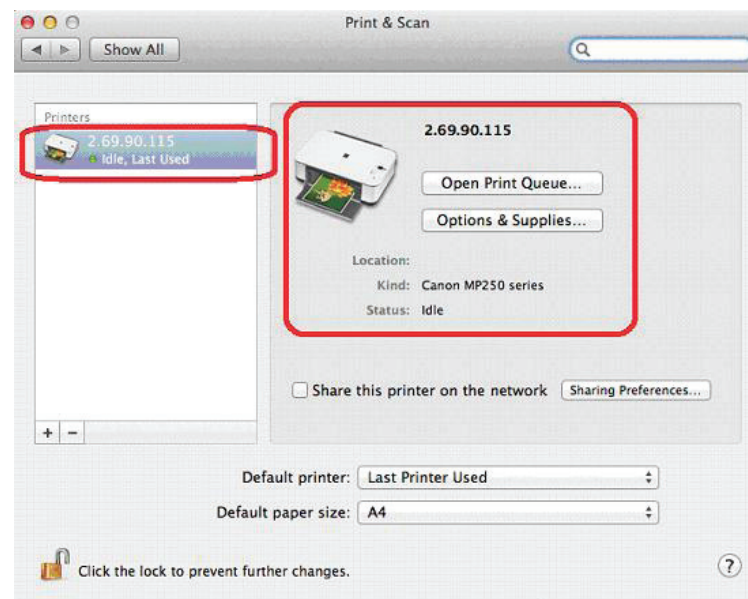 Print & Scan
Show All
Printers
2.69.90.115
Idle, Last Used
2.69.90.115
Open Print Queue...
Options & Supplies...
Location:
Kind: Canon MP250 series
Status: Idle
Share this printer on the network Sharing Preferences...
+ −
Default printer: Last Printer Used
Default paper size: A4
Click the lock to prevent further changes.
?